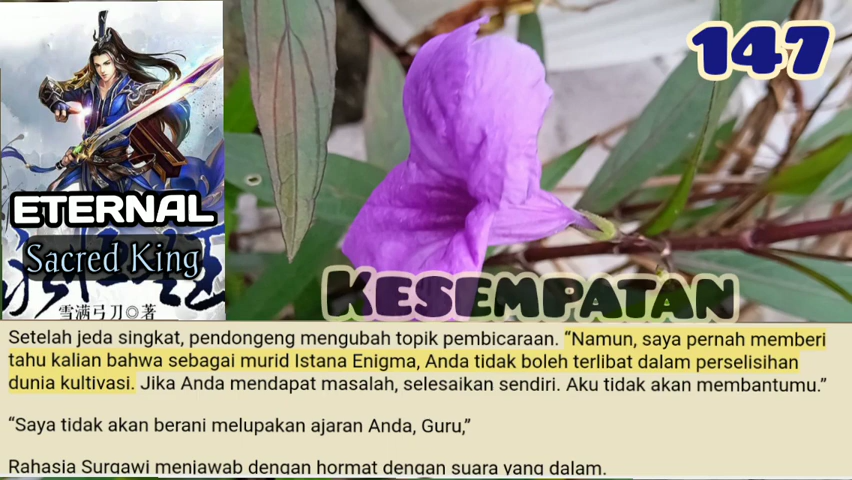 147
ETERNAL
Sacred King
雪满弓刀◎著
KESEMPATAN
Setelah jeda singkat, pendongeng mengubah topik pembicaraan. “Namun, saya pernah memberi
tahu kalian bahwa sebagai murid Istana Enigma, Anda tidak boleh terlibat dalam perselisihan
dunia kultivasi. Jika Anda mendapat masalah, selesaikan sendiri. Aku tidak akan membantumu.”
“Saya tidak akan berani melupakan ajaran Anda, Guru,”
Rahasia Surgawi menjawab dengan hormat dengan suara yang dalam.